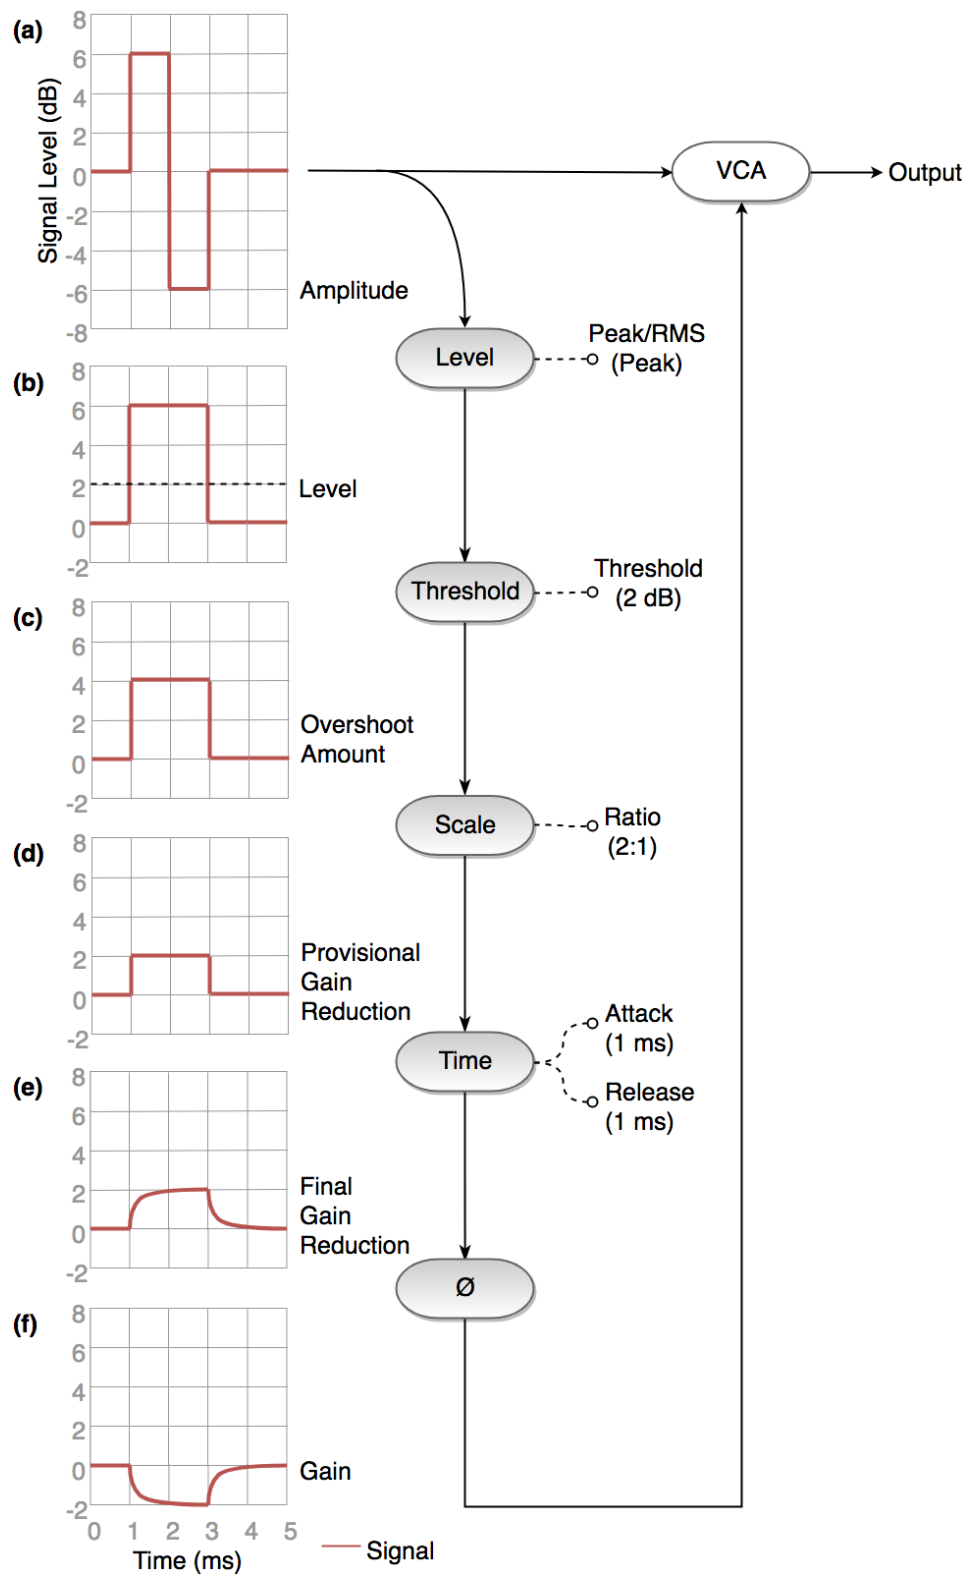 (a)
8
6
4
2
0
-2
-4
-6
-8
Signal Level (dB)
Amplitude
VCA
Output
Level
Peak/RMS
(Peak)
(b)
8
6
4
2
0
-2
Level
Threshold
Threshold
(2 dB)
(c)
8
6
4
2
0
-2
Overshoot
Amount
Scale
Ratio
(2:1)
(d)
8
6
4
2
0
-2
Provisional
Gain
Reduction
Time
Attack
(1 ms)
Release
(1 ms)
(e)
8
6
4
2
0
-2
Final
Gain
Reduction
Ø
(f)
8
6
4
2
0
-2
Gain
0 1 2 3 4 5
Time (ms)
Signal